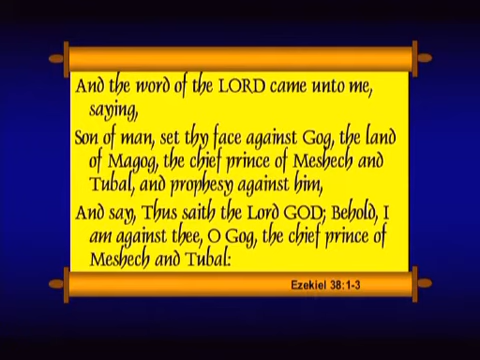 And the word of the LORD came unto me,
saying,
Son of man, set thy face against Gog, the land
of Magog, the chief prince of Meshech and
Tubal, and prophesy against him,
And say, Thus saith the Lord GOD; Behold, I
am against thee, O Gog, the chief prince of
Meshech and Tubal:
Ezekiel 38:1-3